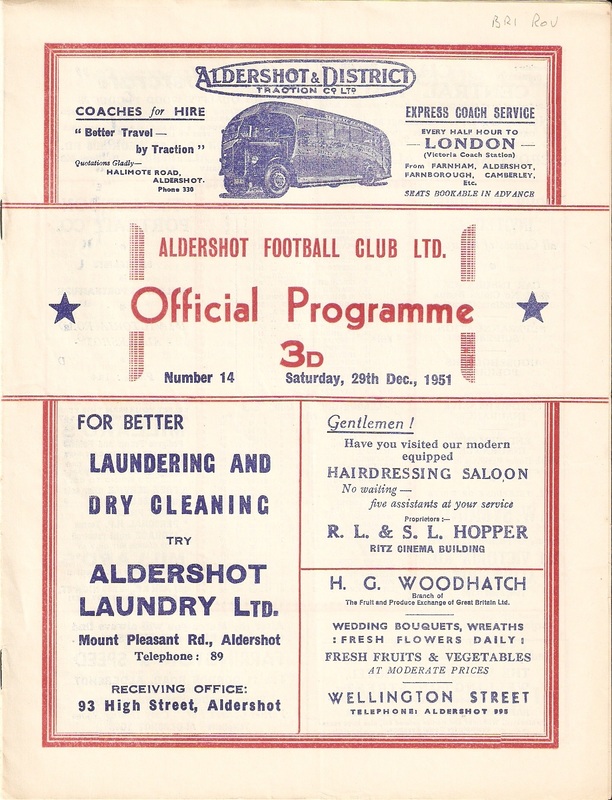 BRI ROV
ALDERSHOT & DISTRICT
TRACTION CO LTD
COACHES for HIRE
"Better Travel—
by Traction"
Quotations Gladly—
HALIMOTE ROAD,
ALDERSHOT.
Phone 330
EXPRESS COACH SERVICE
EVERY HALF HOUR TO
— LONDON —
(Victoria Coach Station)
From FARNHAM, ALDERSHOT,
FARNBOROUGH, CAMBERLEY,
Etc.
SEATS BOOKABLE IN ADVANCE
ALDERSHOT FOOTBALL CLUB LTD.
Official Programme
3D
Number 14 Saturday, 29th Dec., 1951
FOR BETTER
LAUNDERING AND
DRY CLEANING
TRY
ALDERSHOT
LAUNDRY LTD.
Mount Pleasant Rd., Aldershot
Telephone: 89
RECEIVING OFFICE:
93 High Street, Aldershot
Gentlemen!
Have you visited our modern
equipped
HAIRDRESSING SALOON
No waiting —
five assistants at your service
Proprietors:—
R. L. & S. L. HOPPER
RITZ CINEMA BUILDING
H. G. WOODHATCH
Branch of
The Fruit and Produce Exchange of Great Britain Ltd.
WEDDING BOUQUETS, WREATHS
: FRESH FLOWERS DAILY :
FRESH FRUITS & VEGETABLES
AT MODERATE PRICES
WELLINGTON STREET
TELEPHONE: ALDERSHOT 995